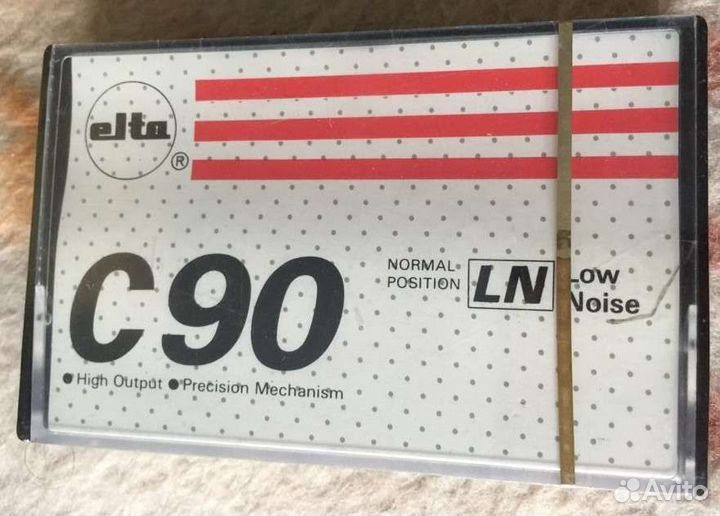 elta
®
C90
NORMAL
POSITION
LN
Low
Noise
● High Output ● Precision Mechanism
Avito